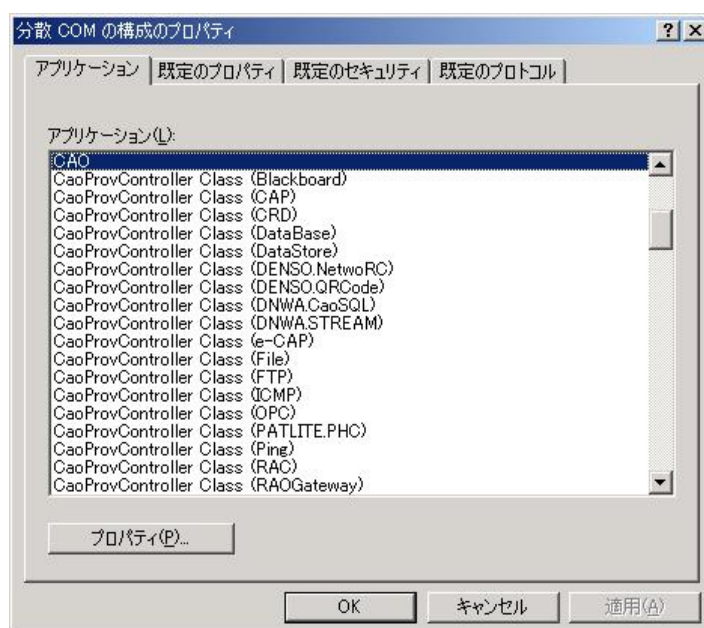 分散 COM の構成のプロパティ
アプリケーション 既定のプロパティ 既定のセキュリティ 既定のプロトコル
アプリケーション(L):
CAO
CaoProvController Class (Blackboard)
CaoProvController Class (CAP)
CaoProvController Class (CRD)
CaoProvController Class (DataBase)
CaoProvController Class (DataStore)
CaoProvController Class (DENSO.NetwoRC)
CaoProvController Class (DENSO.QRCode)
CaoProvController Class (DNWA.CaoSQL)
CaoProvController Class (DNWA.STREAM)
CaoProvController Class (e-CAP)
CaoProvController Class (File)
CaoProvController Class (FTP)
CaoProvController Class (ICMP)
CaoProvController Class (OPC)
CaoProvController Class (PATLITE.PHC)
CaoProvController Class (Ping)
CaoProvController Class (RAC)
CaoProvController Class (RAOGateway)
プロパティ(P)...
OK キャンセル 適用(A)